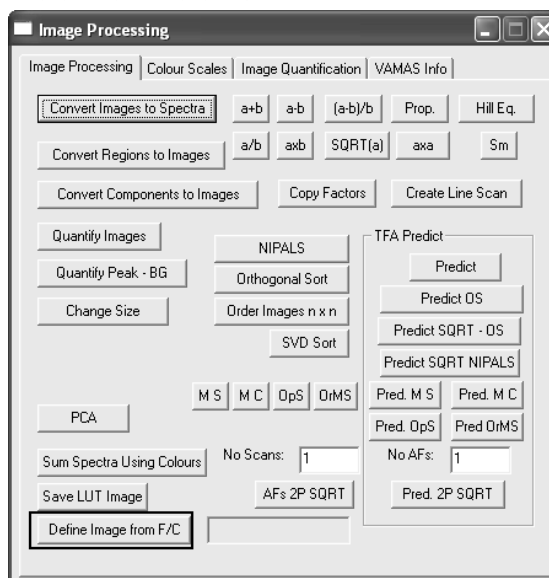 Image Processing
Image Processing Colour Scales Image Quantification VAMAS Info
Convert Images to Spectra a+b a-b (a-b)/b Prop. Hill Eq.
Convert Regions to Images a/b axb SQRT(a) axa Sm
Convert Components to Images Copy Factors Create Line Scan
Quantify Images NIPALS TFA Predict
Quantify Peak - BG Orthogonal Sort Predict
Change Size Order Images n x n Predict OS
SVD Sort Predict SQRT - OS
Predict SQRT NIPALS
M S M C OpS OrMS Pred. M S Pred. M C
PCA Pred. OpS Pred OrMS
Sum Spectra Using Colours No Scans: 1 No AFs: 1
Save LUT Image AFs 2P SQRT Pred. 2P SQRT
Define Image from F/C